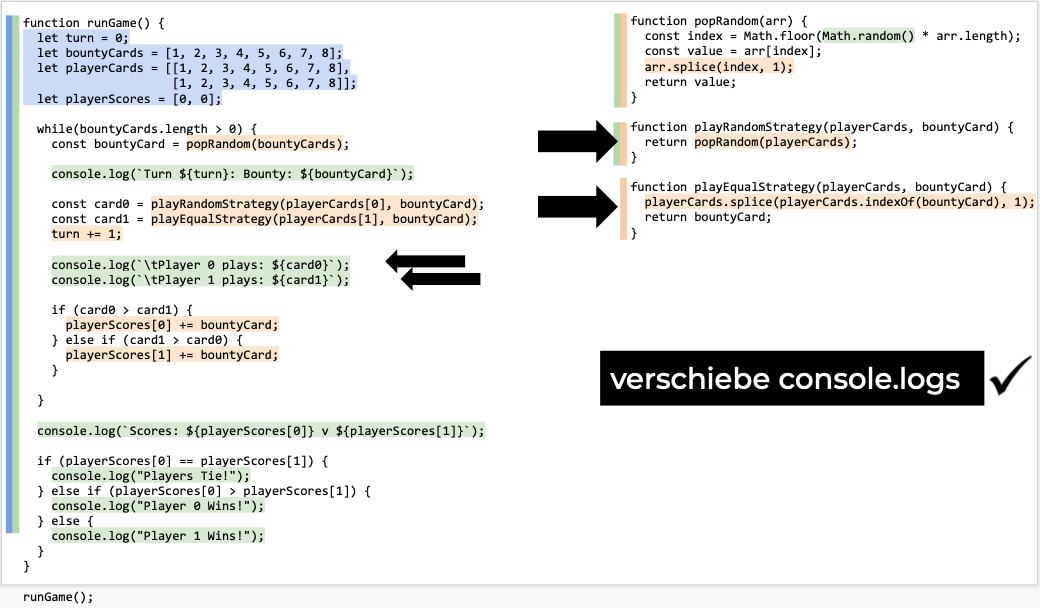 function runGame() {
  let turn = 0;
  let bountyCards = [1, 2, 3, 4, 5, 6, 7, 8];
  let playerCards = [[1, 2, 3, 4, 5, 6, 7, 8],
                     [1, 2, 3, 4, 5, 6, 7, 8]];
  let playerScores = [0, 0];
  while(bountyCards.length > 0) {
    const bountyCard = popRandom(bountyCards);
    console.log(`Turn ${turn}: Bounty: ${bountyCard}`);
    const card0 = playRandomStrategy(playerCards[0], bountyCard);
    const card1 = playEqualStrategy(playerCards[1], bountyCard);
    turn += 1;
    console.log(`\tPlayer 0 plays: ${card0}`);
    console.log(`\tPlayer 1 plays: ${card1}`);
    if (card0 > card1) {
      playerScores[0] += bountyCard;
    } else if (card1 > card0) {
      playerScores[1] += bountyCard;
    }
  }
  console.log(`Scores: ${playerScores[0]} v ${playerScores[1]}`);
  if (playerScores[0] == playerScores[1]) {
    console.log("Players Tie!");
  } else if (playerScores[0] > playerScores[1]) {
    console.log("Player 0 Wins!");
  } else {
    console.log("Player 1 Wins!");
  }
}
runGame();
function popRandom(arr) {
  const index = Math.floor(Math.random() * arr.length);
  const value = arr[index];
  arr.splice(index, 1);
  return value;
}
function playRandomStrategy(playerCards, bountyCard) {
  return popRandom(playerCards);
}
function playEqualStrategy(playerCards, bountyCard) {
  playerCards.splice(playerCards.indexOf(bountyCard), 1);
  return bountyCard;
}
verschiebe console.logs